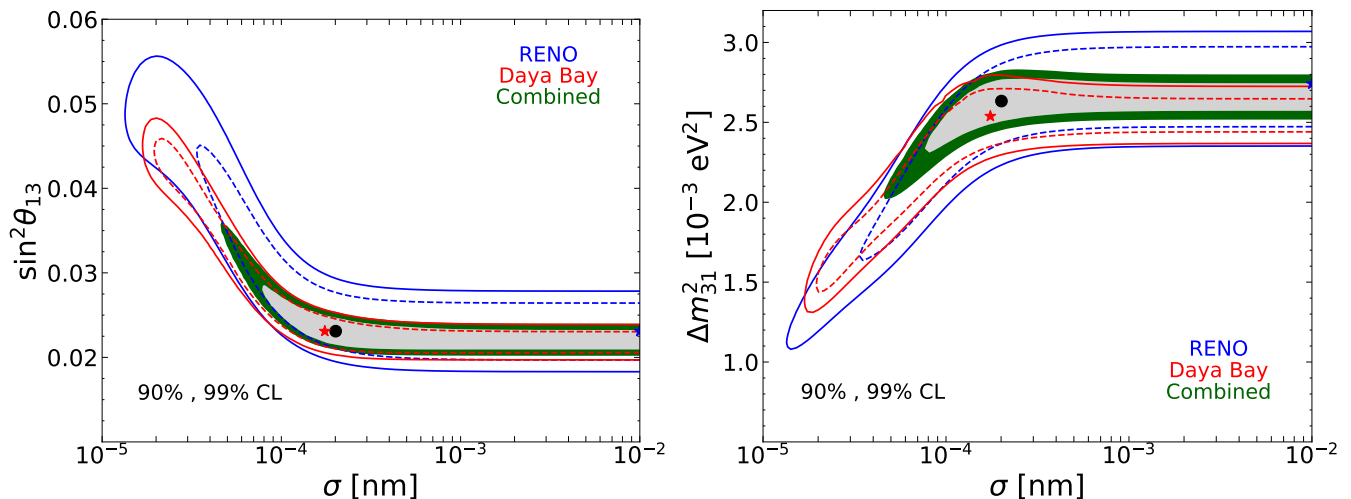 0.06
0.05
0.04
0.03
0.02
sin²θ₁₃
RENO
Daya Bay
Combined
90% , 99% CL
10⁻⁵
10⁻⁴
10⁻³
10⁻²
σ [nm]
3.0
2.5
2.0
1.5
1.0
Δm²₃₁ [10⁻³ eV²]
RENO
Daya Bay
Combined
90% , 99% CL
10⁻⁵
10⁻⁴
10⁻³
10⁻²
σ [nm]